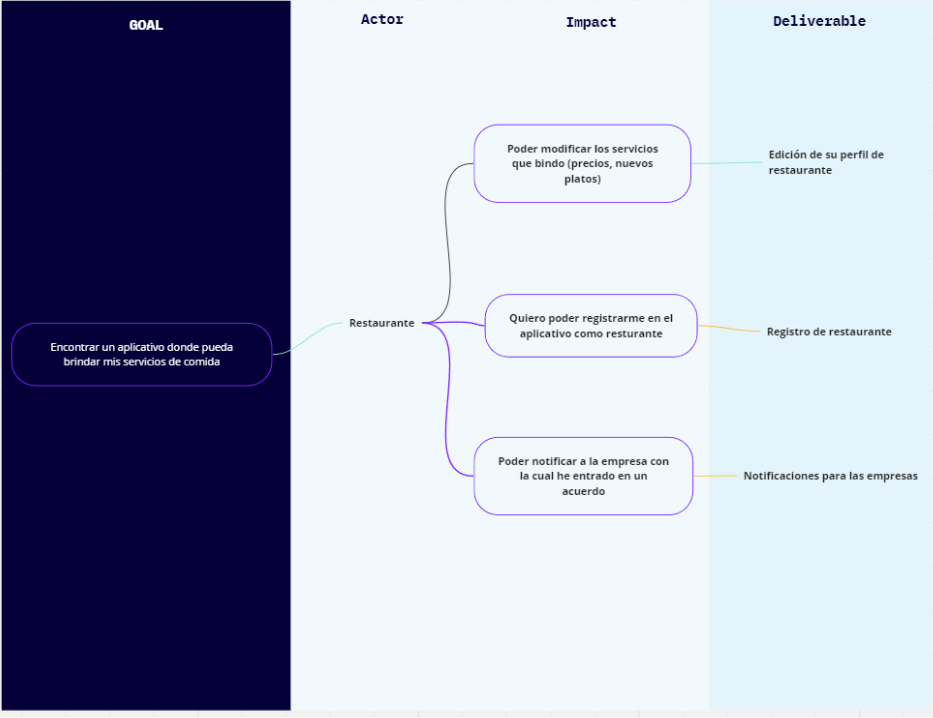 GOAL
Actor
Impact
Deliverable
Poder modificar los servicios
que bindo (precios, nuevos
platos)
Edición de su perfil de
restaurante
Encontrar un aplicativo donde pueda
brindar mis servicios de comida
Restaurante
Quiero poder registrarme en el
aplicativo como resturante
Registro de restaurante
Poder notificar a la empresa con
la cual he entrado en un
acuerdo
Notificaciones para las empresas